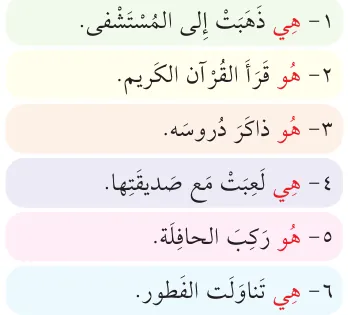 ١- هِي ذَهَبَتْ إِلى المُسْتَشْفى.
٢- هُو قَرَأَ القُرْآن الكَريم.
٣- هُو ذاكَرَ دُروسَه.
٤- هِي لَعِبَتْ مَع صَديقَتِها.
٥- هُو رَكِبَ الحافِلَة.
٦- هِي تَناوَلَت الفَطور.